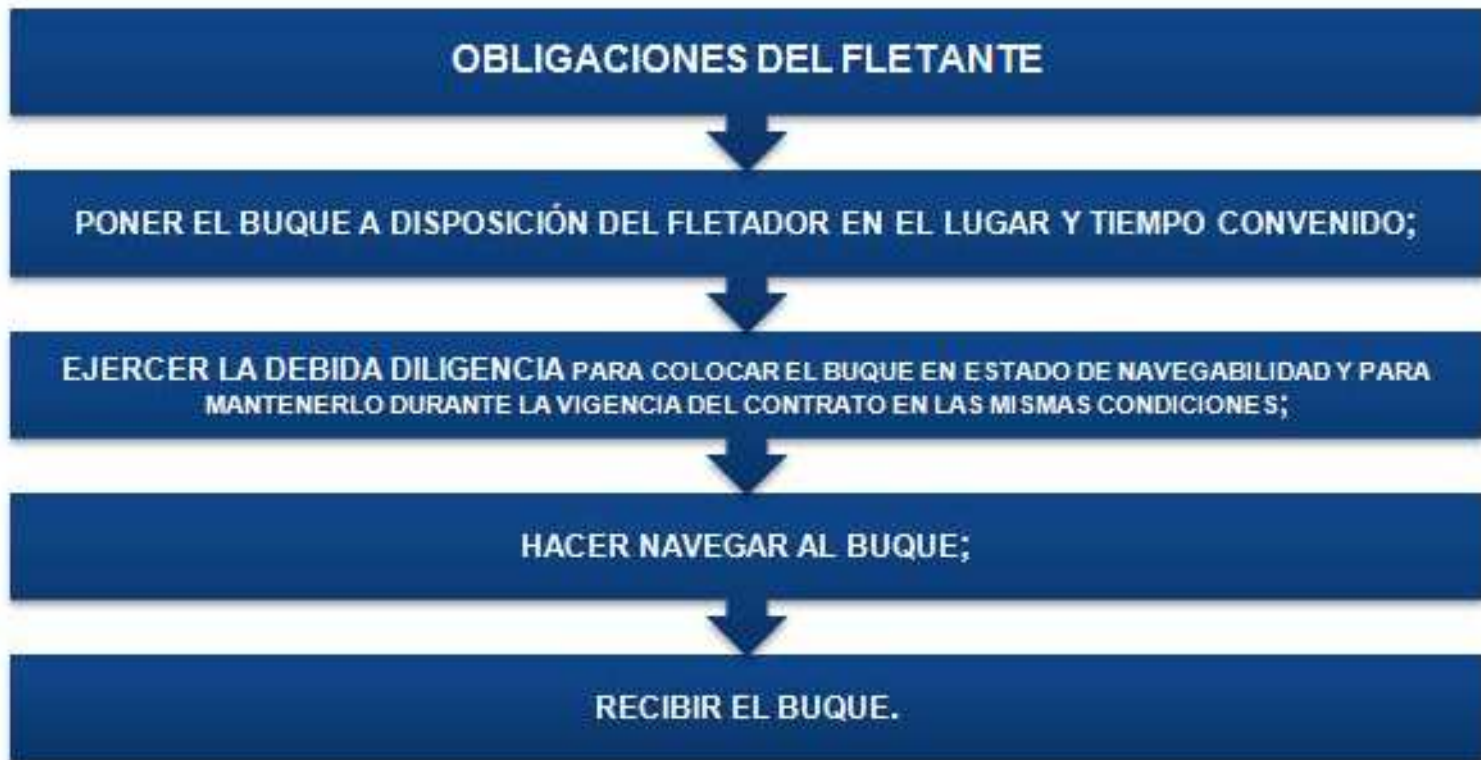 OBLIGACIONES DEL FLETANTE
PONER EL BUQUE A DISPOSICIÓN DEL FLETADOR EN EL LUGAR Y TIEMPO CONVENIDO;
EJERCER LA DEBIDA DILIGENCIA PARA COLOCAR EL BUQUE EN ESTADO DE NAVEGABILIDAD Y PARA
MANTENERLO DURANTE LA VIGENCIA DEL CONTRATO EN LAS MISMAS CONDICIONES;
HACER NAVEGAR AL BUQUE;
RECIBIR EL BUQUE.